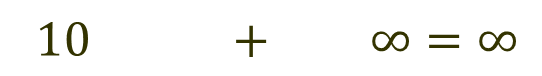 10 + ∞ = ∞